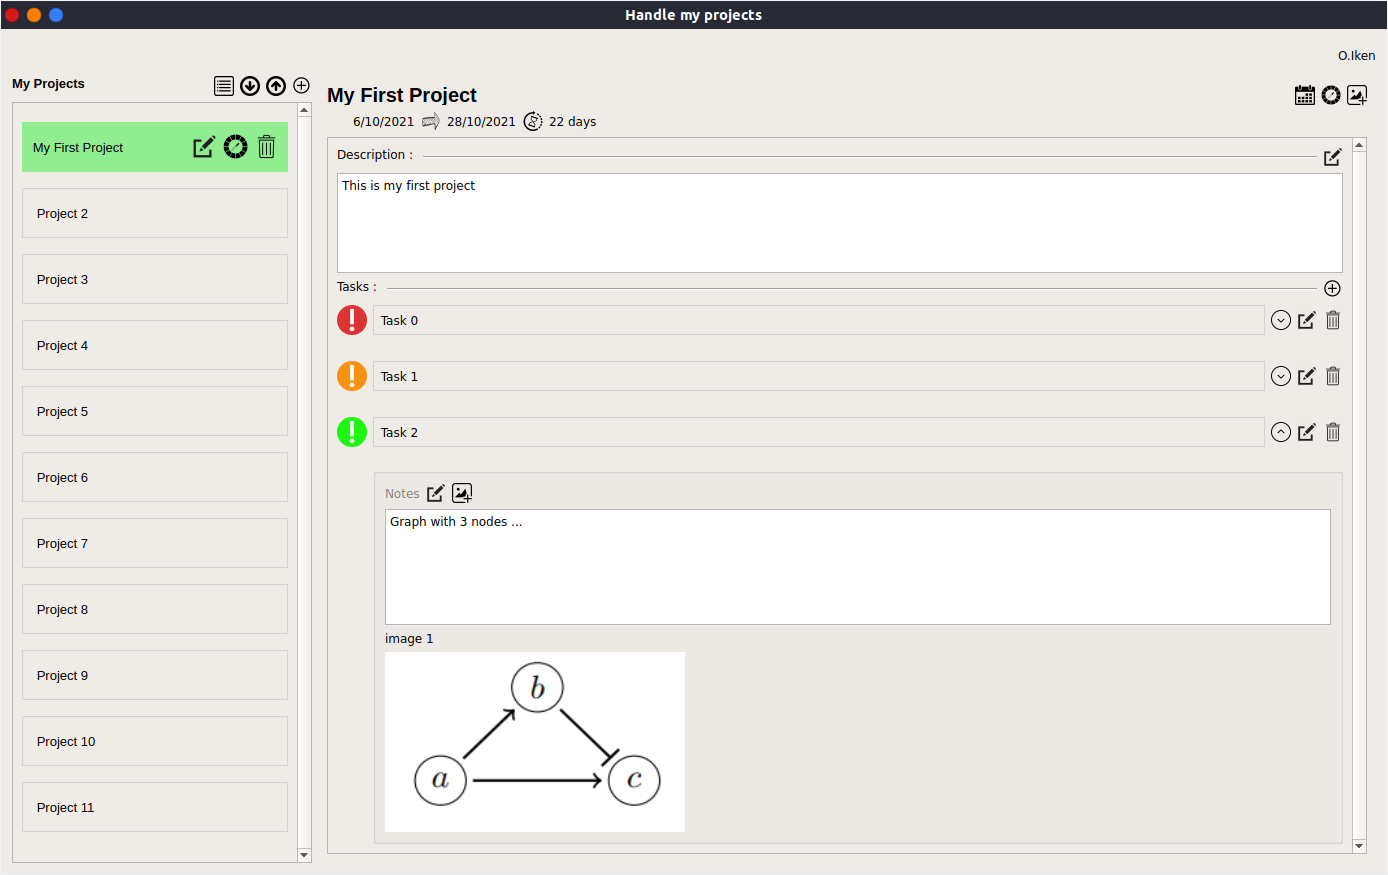 Handle my projects
O.Iken
My Projects
My First Project
Project 2
Project 3
Project 4
Project 5
Project 6
Project 7
Project 8
Project 9
Project 10
Project 11
My First Project
6/10/2021 28/10/2021 22 days
Description :
This is my first project
Tasks :
! Task 0
! Task 1
! Task 2
Notes
Graph with 3 nodes ...
image 1
b
a c